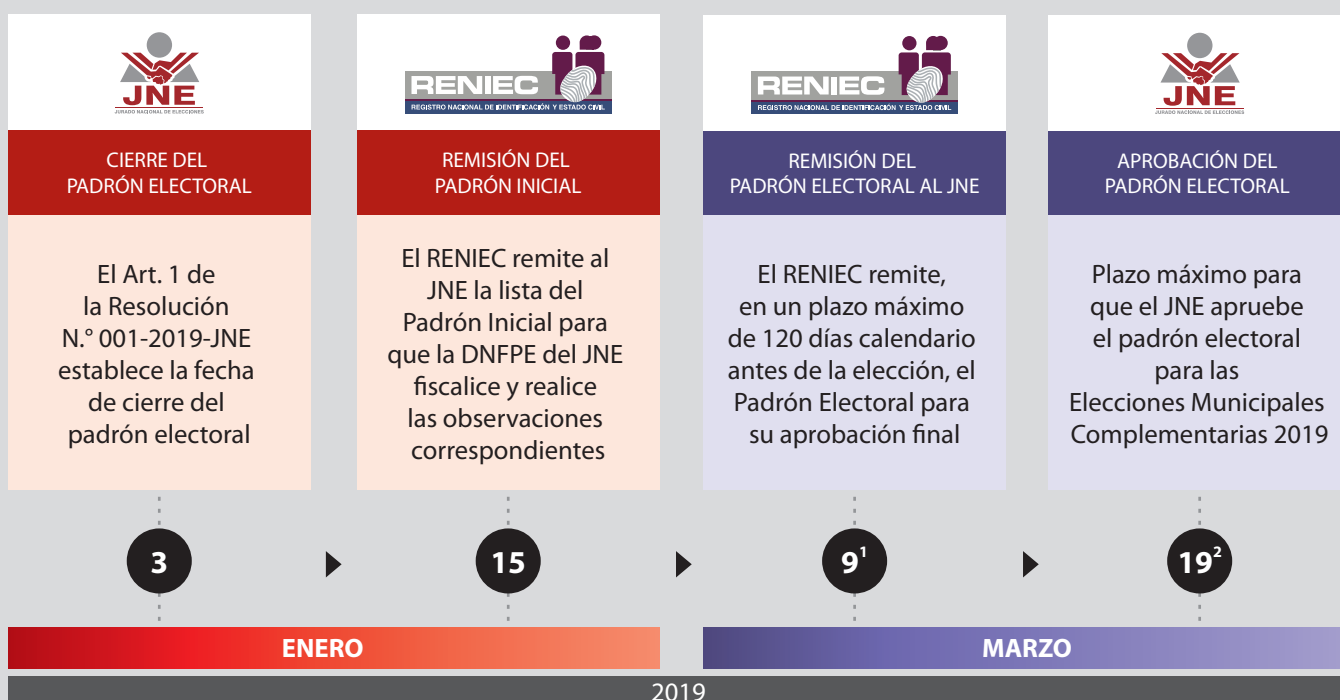 JNE
JURADO NACIONAL DE ELECCIONES
CIERRE DEL
PADRÓN ELECTORAL
El Art. 1 de
la Resolución
N.° 001-2019-JNE
establece la fecha
de cierre del
padrón electoral
3
RENIEC
REGISTRO NACIONAL DE IDENTIFICACIÓN Y ESTADO CIVIL
REMISIÓN DEL
PADRÓN INICIAL
El RENIEC remite al
JNE la lista del
Padrón Inicial para
que la DNFPE del JNE
fiscalice y realice
las observaciones
correspondientes
15
RENIEC
REGISTRO NACIONAL DE IDENTIFICACIÓN Y ESTADO CIVIL
REMISIÓN DEL
PADRÓN ELECTORAL AL JNE
El RENIEC remite,
en un plazo máximo
de 120 días calendario
antes de la elección, el
Padrón Electoral para
su aprobación final
9¹
JNE
JURADO NACIONAL DE ELECCIONES
APROBACIÓN DEL
PADRÓN ELECTORAL
Plazo máximo para
que el JNE apruebe
el padrón electoral
para las
Elecciones Municipales
Complementarias 2019
19²
ENERO
MARZO
2019